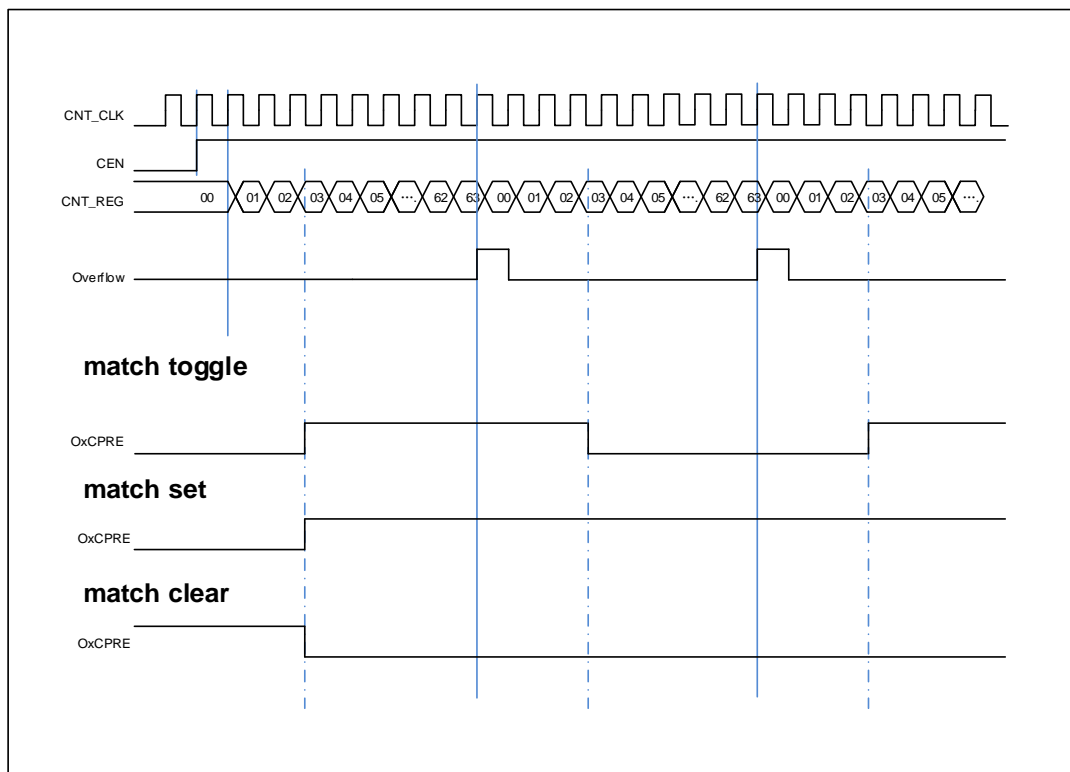 CNT_CLK
CEN
CNT_REG 00 01 02 03 04 05 .... 62 63 00 01 02 03 04 05 .... 62 63 00 01 02 03 04 05 ....
Overflow
match toggle
OxCPRE
match set
OxCPRE
match clear
OxCPRE